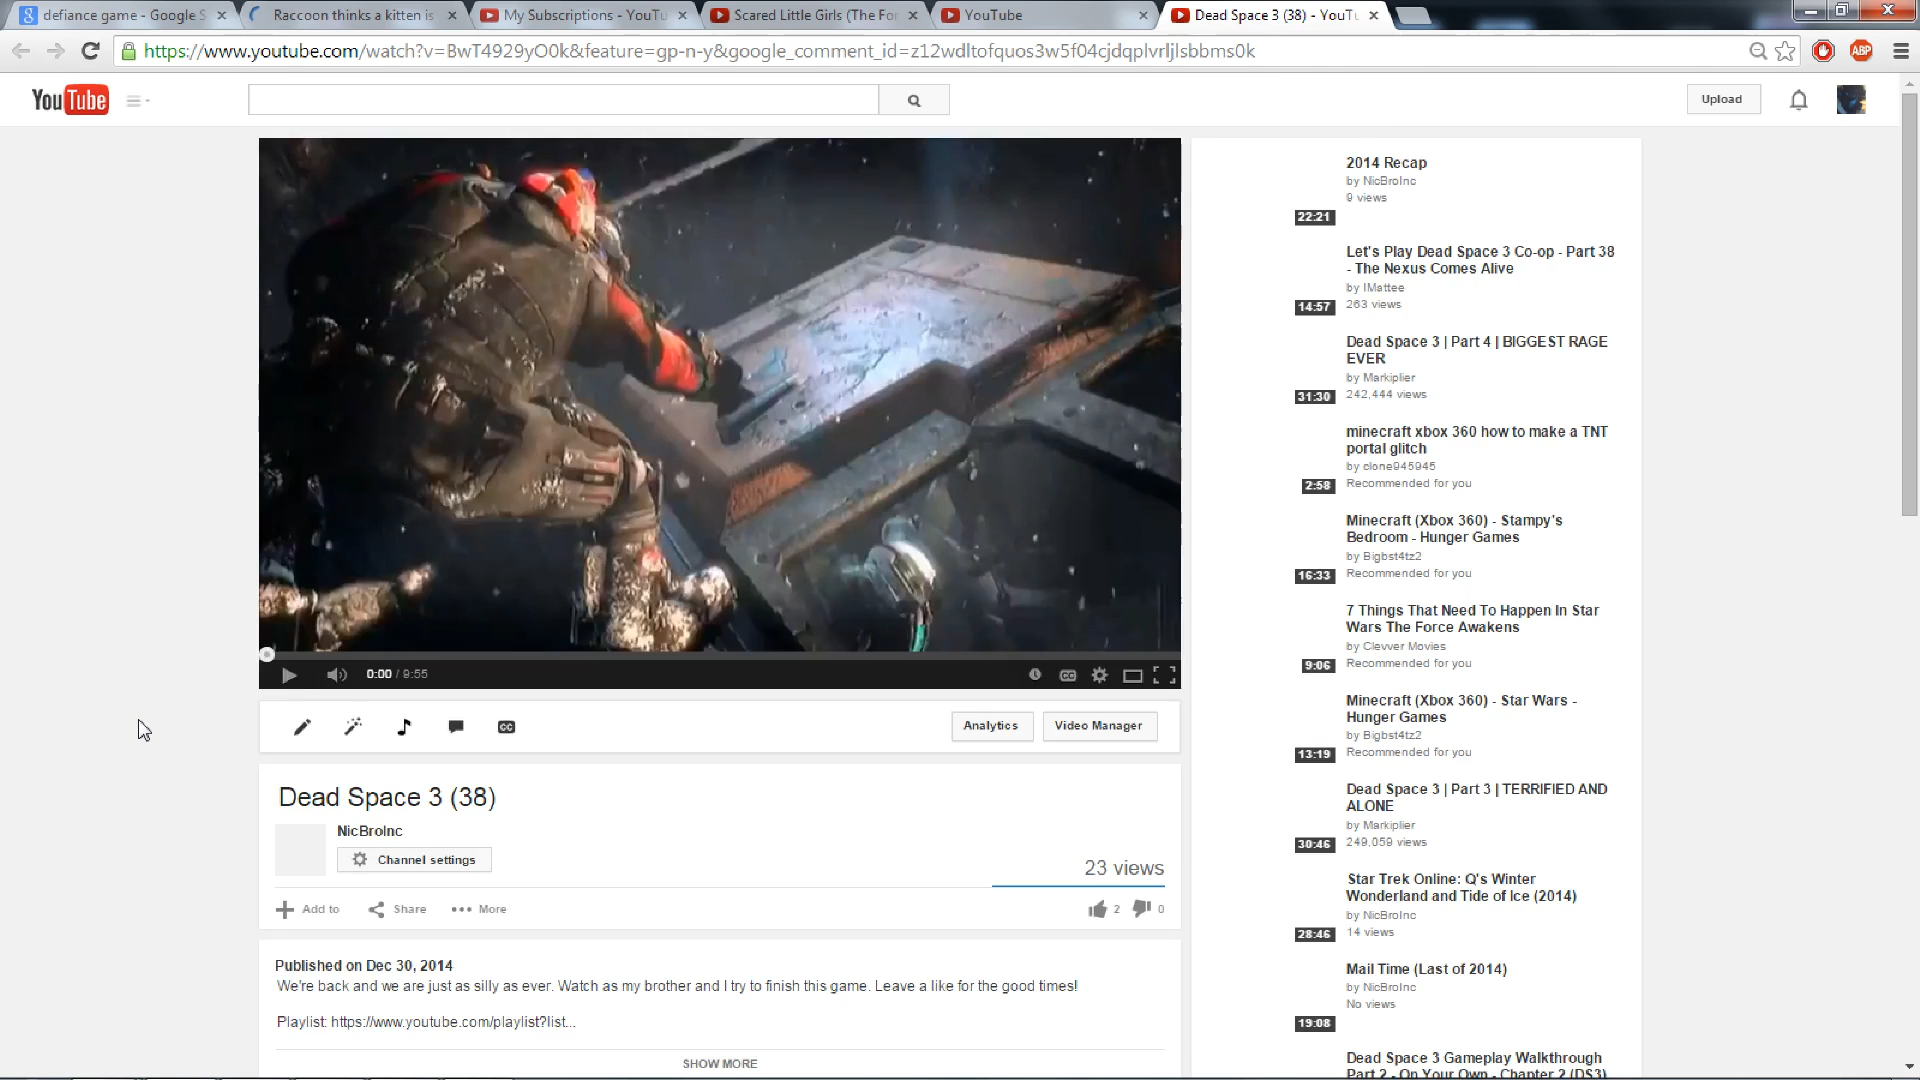 defiance game - Google S
Raccoon thinks a kitten is
My Subscriptions - YouTu
Scared Little Girls (The For
YouTube
Dead Space 3 (38) - YouTu
https://www.youtube.com/watch?v=BwT4929yO0k&feature=gp-n-y&google_comment_id=z12wdltofquos3w5f04cjdqplvrljlsbbms0k
ABP
YouTube
Upload
2014 Recap
by NicBroInc
9 views
22:21
Let's Play Dead Space 3 Co-op - Part 38
- The Nexus Comes Alive
by IMattee
263 views
14:57
Dead Space 3 | Part 4 | BIGGEST RAGE
EVER
by Markiplier
242,444 views
31:30
minecraft xbox 360 how to make a TNT
portal glitch
by clone945945
Recommended for you
2:58
Minecraft (Xbox 360) - Stampy's
Bedroom - Hunger Games
by Bigbst4tz2
Recommended for you
16:33
7 Things That Need To Happen In Star
Wars The Force Awakens
by Clevver Movies
Recommended for you
9:06
Minecraft (Xbox 360) - Star Wars -
Hunger Games
by Bigbst4tz2
Recommended for you
13:19
Dead Space 3 | Part 3 | TERRIFIED AND
ALONE
by Markiplier
249,059 views
30:46
Star Trek Online: Q's Winter
Wonderland and Tide of Ice (2014)
by NicBroInc
14 views
28:46
Mail Time (Last of 2014)
by NicBroInc
No views
19:08
Dead Space 3 Gameplay Walkthrough
Part 2 - On Your Own - Chapter 2 (DS3)
0:00 / 9:55
CC
CC
Analytics
Video Manager
Dead Space 3 (38)
NicBroInc
Channel settings
23 views
Add to
Share
More
2
0
Published on Dec 30, 2014
We're back and we are just as silly as ever. Watch as my brother and I try to finish this game. Leave a like for the good times!
Playlist: https://www.youtube.com/playlist?list...
SHOW MORE